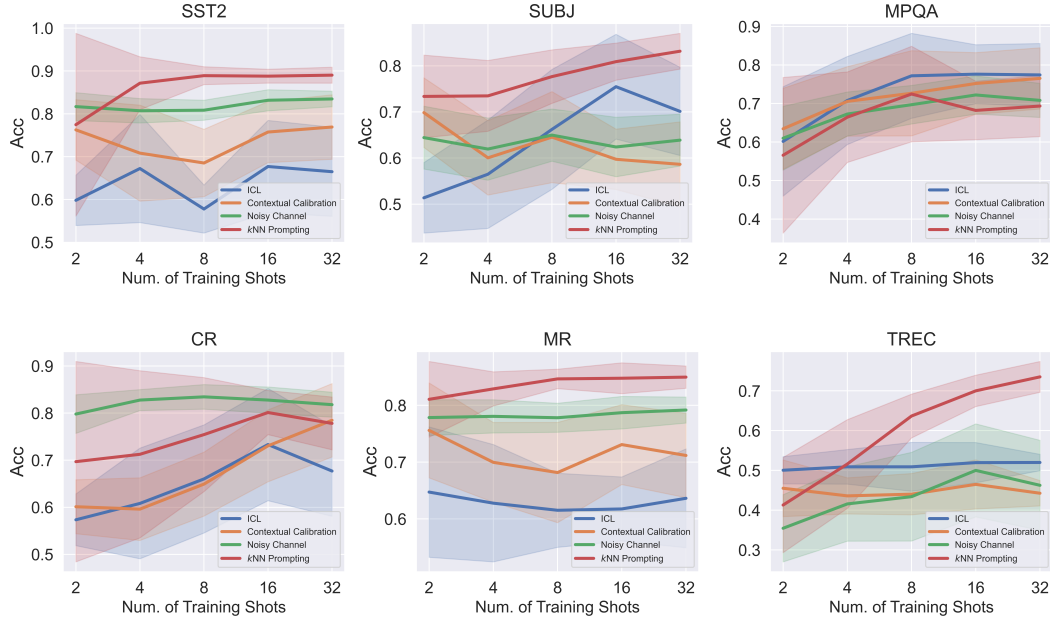 SST2
1.0
0.9
0.8
0.7
0.6
0.5
Acc
2 4 8 16 32
Num. of Training Shots
ICL
Contextual Calibration
Noisy Channel
kNN Prompting
SUBJ
0.8
0.7
0.6
0.5
Acc
2 4 8 16 32
Num. of Training Shots
ICL
Contextual Calibration
Noisy Channel
kNN Prompting
MPQA
0.9
0.8
0.7
0.6
0.5
0.4
Acc
2 4 8 16 32
Num. of Training Shots
ICL
Contextual Calibration
Noisy Channel
kNN Prompting
CR
0.9
0.8
0.7
0.6
0.5
Acc
2 4 8 16 32
Num. of Training Shots
ICL
Contextual Calibration
Noisy Channel
kNN Prompting
MR
0.8
0.7
0.6
Acc
2 4 8 16 32
Num. of Training Shots
ICL
Contextual Calibration
Noisy Channel
kNN Prompting
TREC
0.7
0.6
0.5
0.4
0.3
Acc
2 4 8 16 32
Num. of Training Shots
ICL
Contextual Calibration
Noisy Channel
kNN Prompting